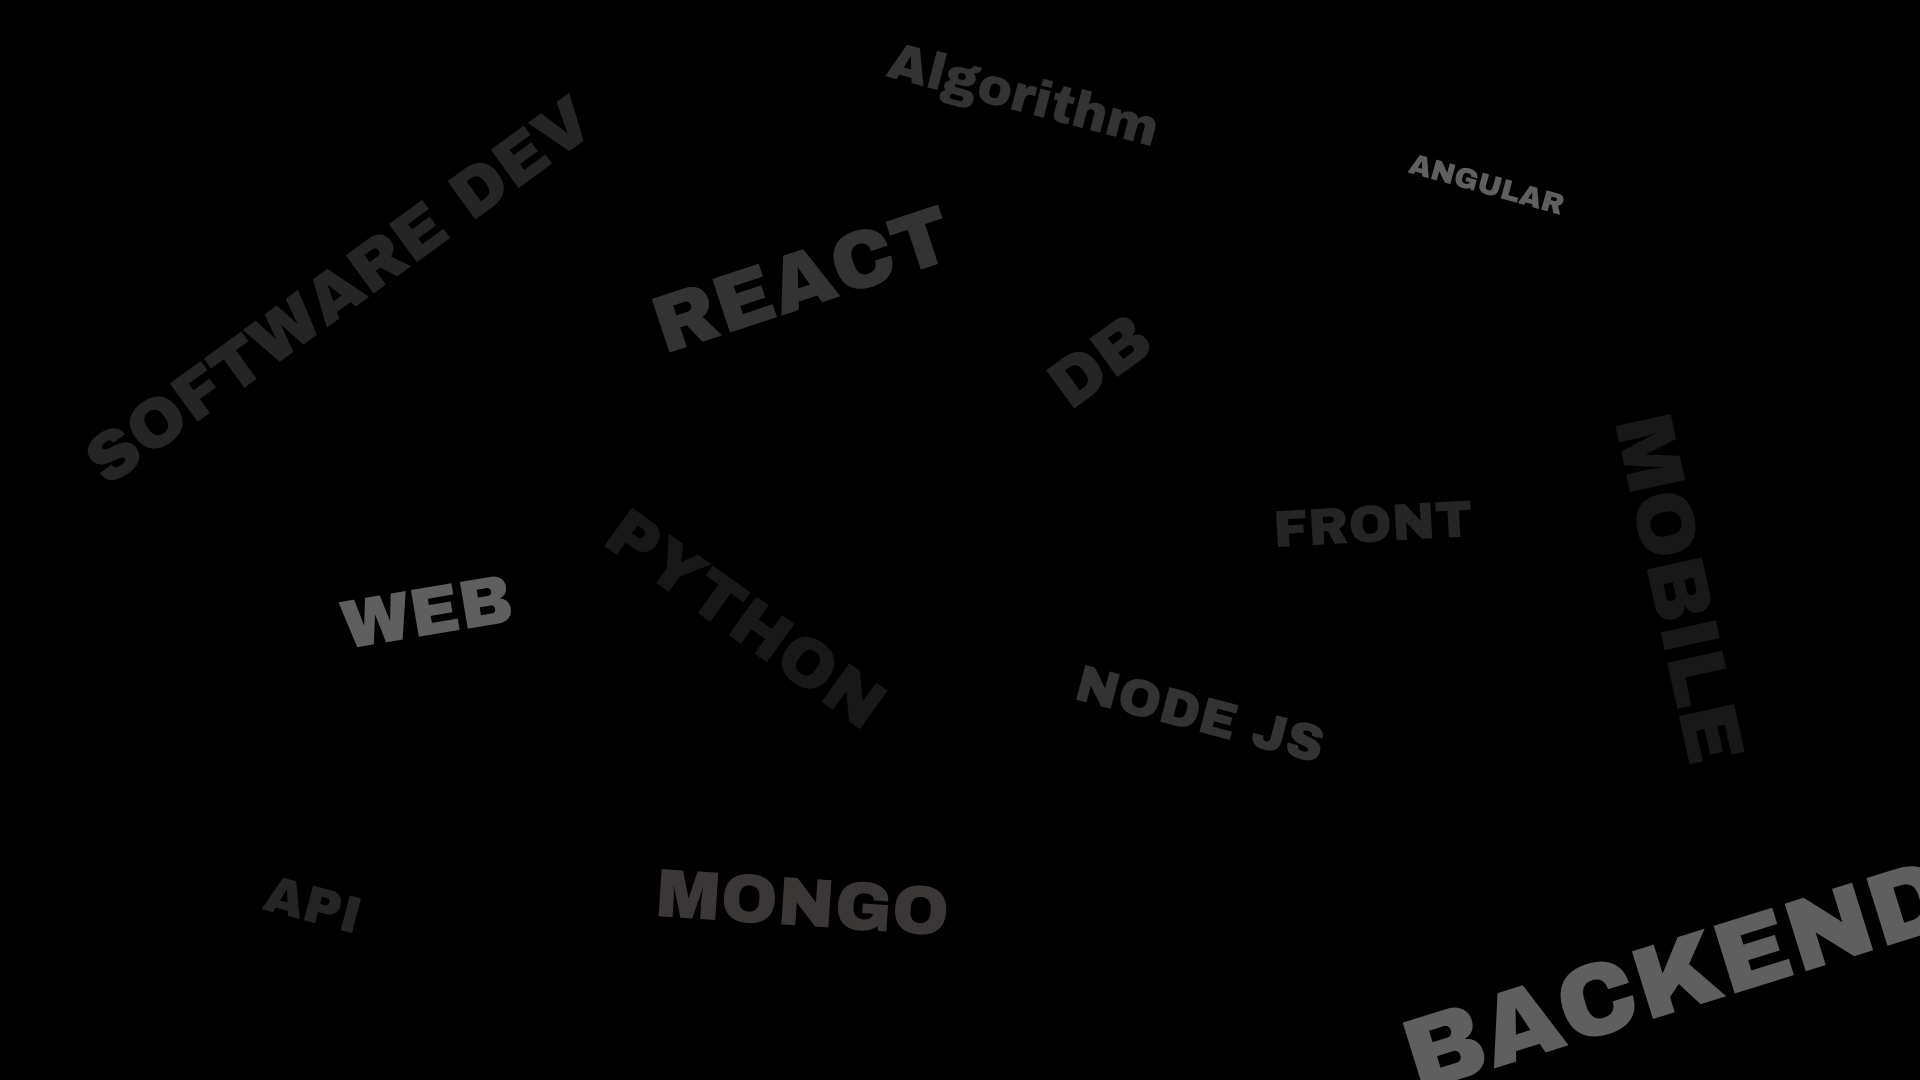 Algorithm
SOFTWARE DEV
ANGULAR
REACT
DB
MOBILE
FRONT
PYTHON
WEB
NODE JS
API
MONGO
BACKEND